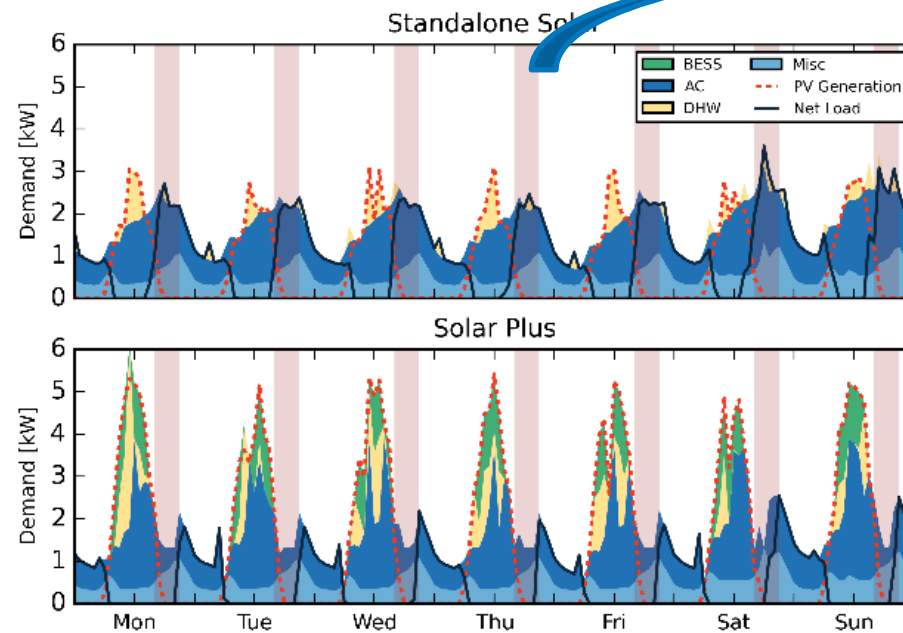 Standalone Solar
Demand [kW]
6
5
4
3
2
1
0
BESS
AC
DHW
Misc
PV Generation
Net Load
Solar Plus
Demand [kW]
6
5
4
3
2
1
0
Mon Tue Wed Thu Fri Sat Sun